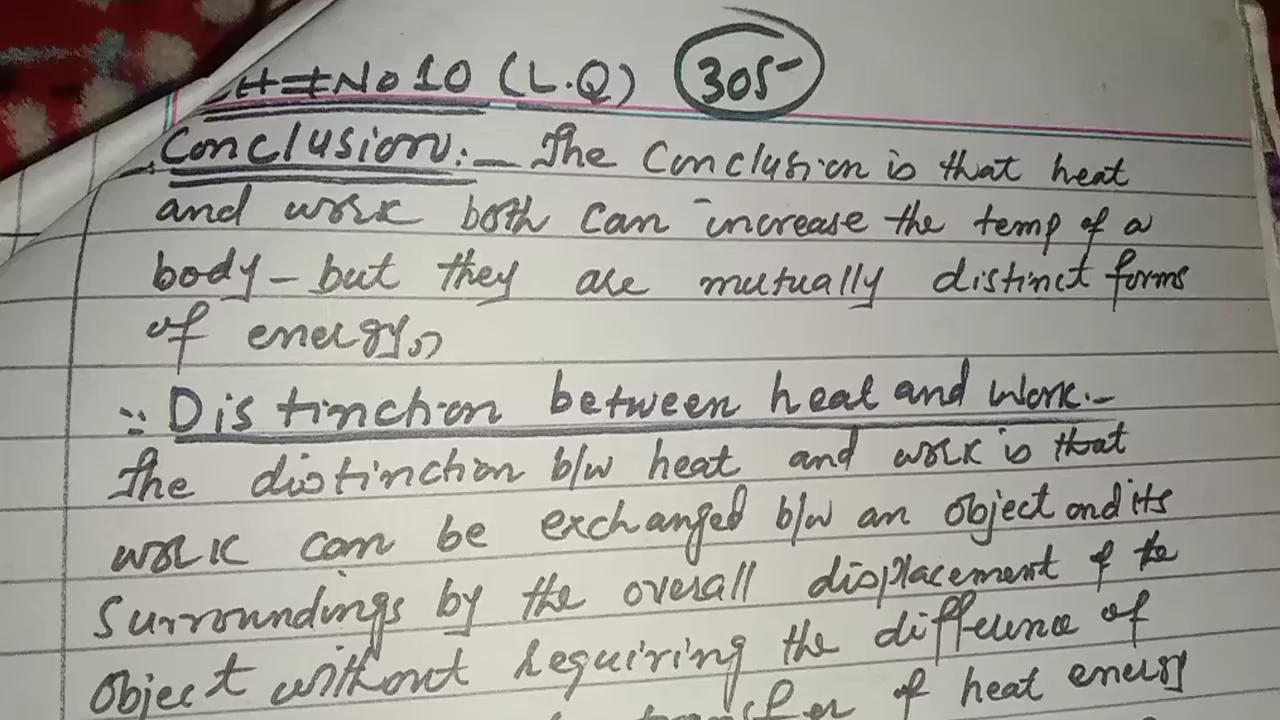 CH # No 10 (L.Q) 305
Conclusion:- The Conclusion is that heat
and work both can increase the temp of a
body - but they are mutually distinct forms
of energy.
:: Distinction between heat and work:-
The distinction b/w heat and work is that
work can be exchanged b/w an object and its
surroundings by the overall displacement of the
object without requiring the difference of
transfer of heat energy